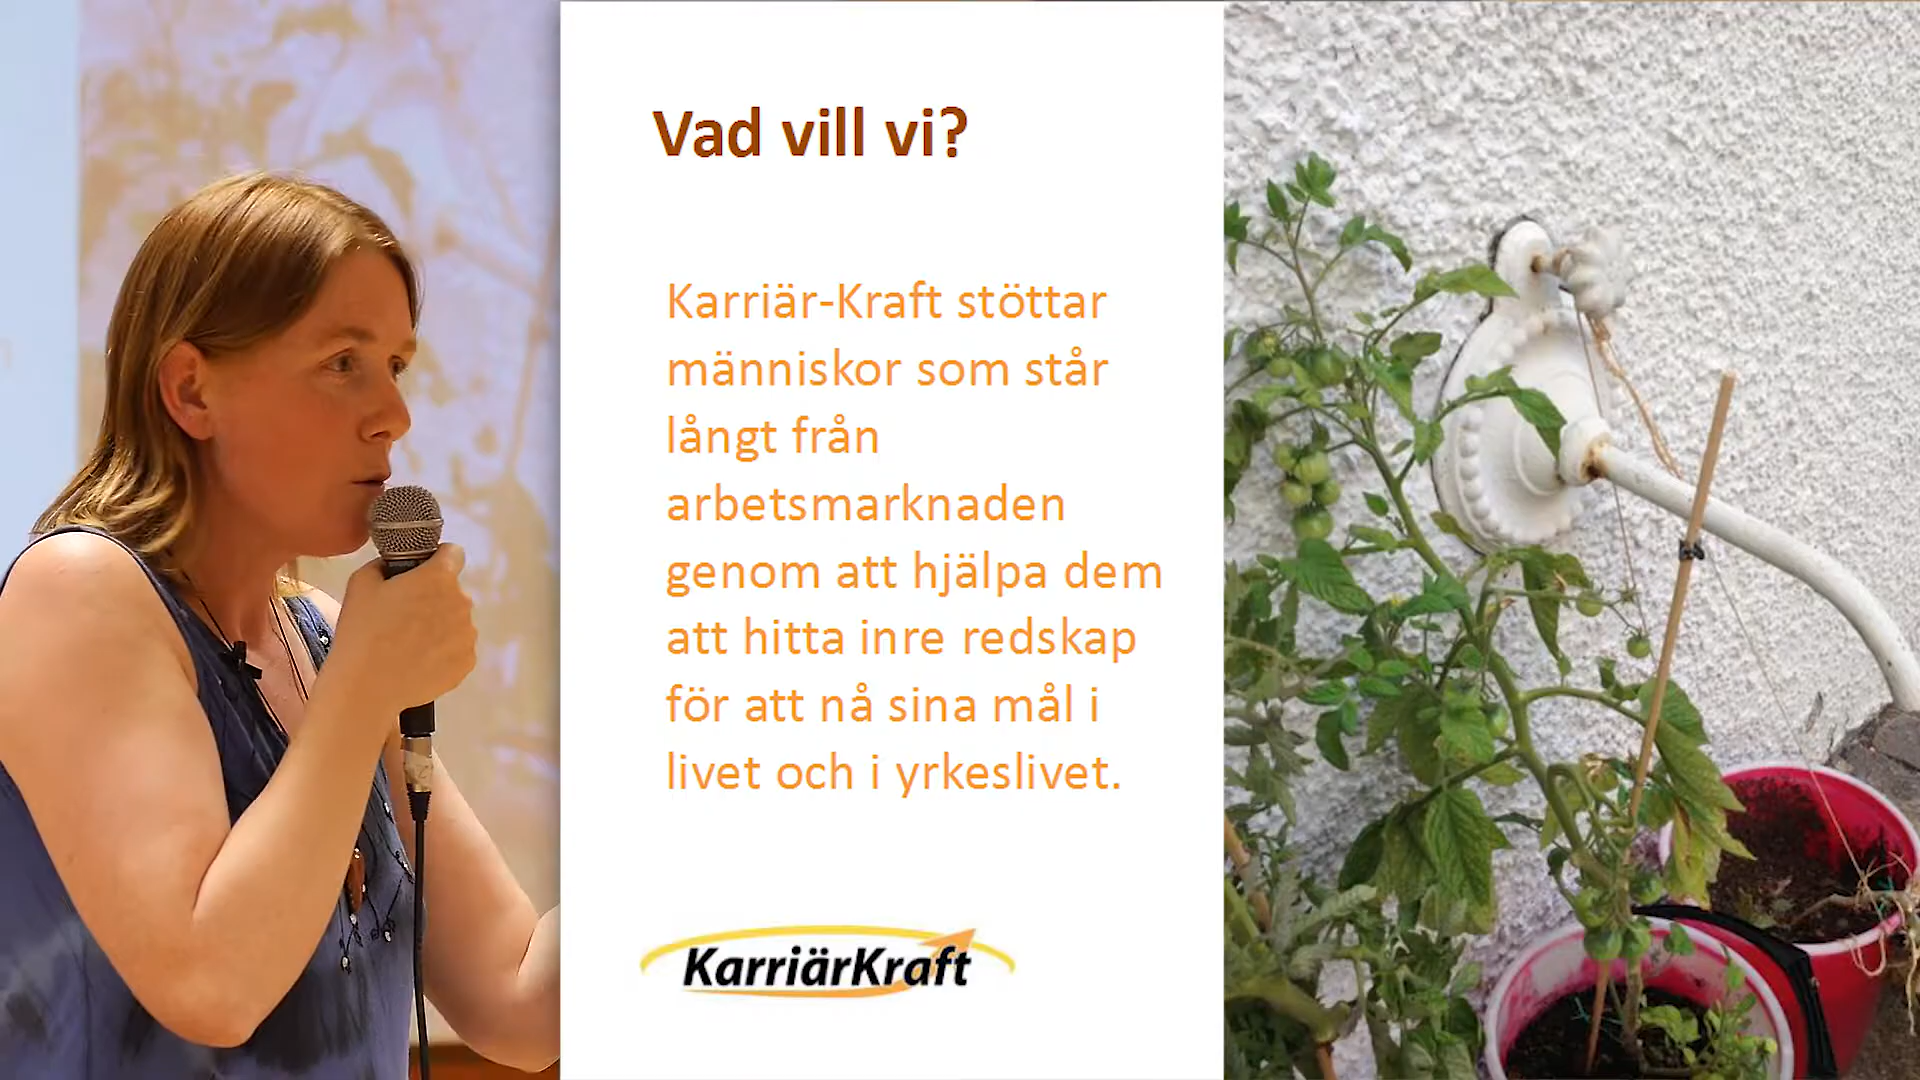 Vad vill vi?
Karriär-Kraft stöttar
människor som står
långt från
arbetsmarknaden
genom att hjälpa dem
att hitta inre redskap
för att nå sina mål i
livet och i yrkeslivet.
KarriärKraft